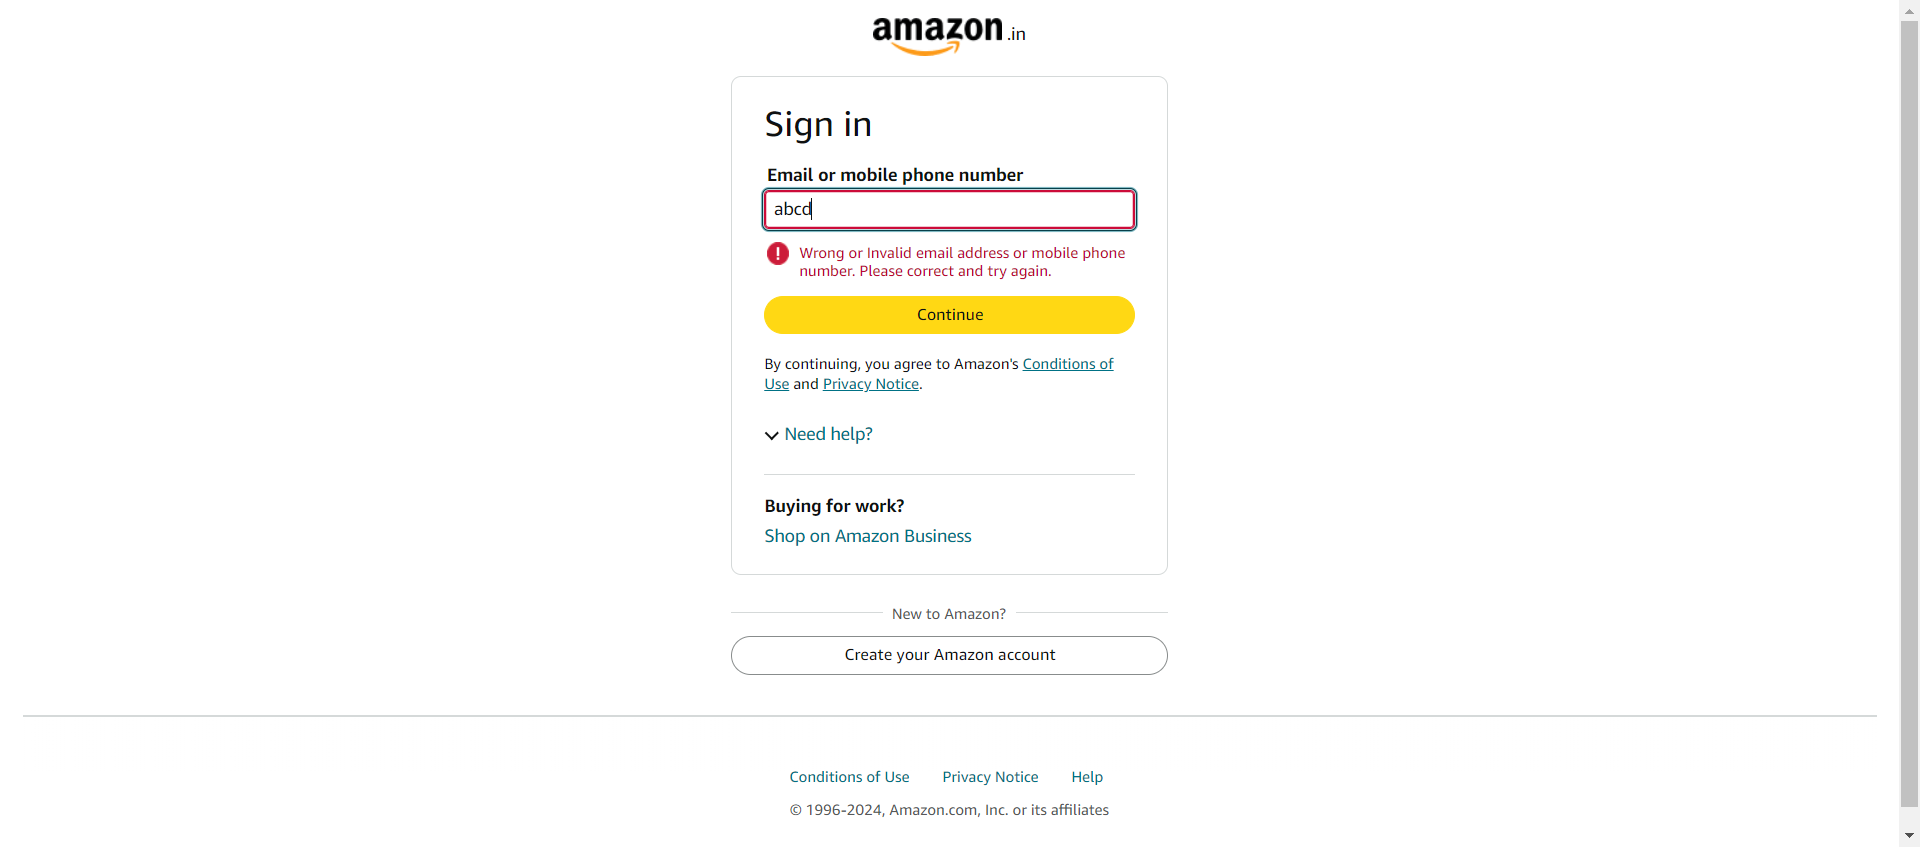 amazon.in
Sign in
Email or mobile phone number
abcd
Wrong or Invalid email address or mobile phone
number. Please correct and try again.
Continue
By continuing, you agree to Amazon's Conditions of
Use and Privacy Notice.
Need help?
Buying for work?
Shop on Amazon Business
New to Amazon?
Create your Amazon account
Conditions of Use Privacy Notice Help
© 1996-2024, Amazon.com, Inc. or its affiliates